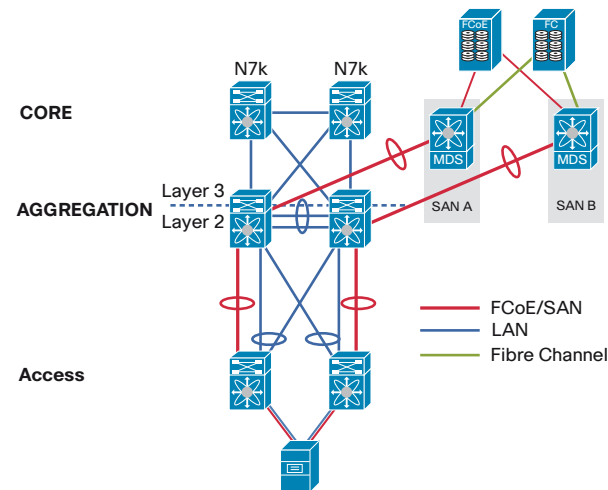 FCoE
FC
N7k
N7k
CORE
MDS
MDS
Layer 3
AGGREGATION
Layer 2
SAN A
SAN B
FCoE/SAN
LAN
Fibre Channel
Access